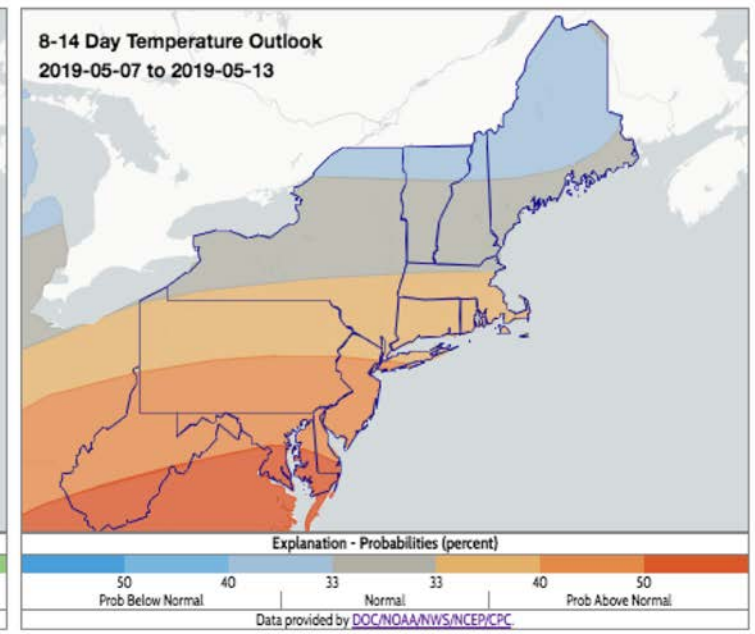 8-14 Day Temperature Outlook
2019-05-07 to 2019-05-13
Explanation - Probabilities (percent)
50 40 33 33 40 50
Prob Below Normal Normal Prob Above Normal
Data provided by DOC/NOAA/NWS/NCEP/CPC.